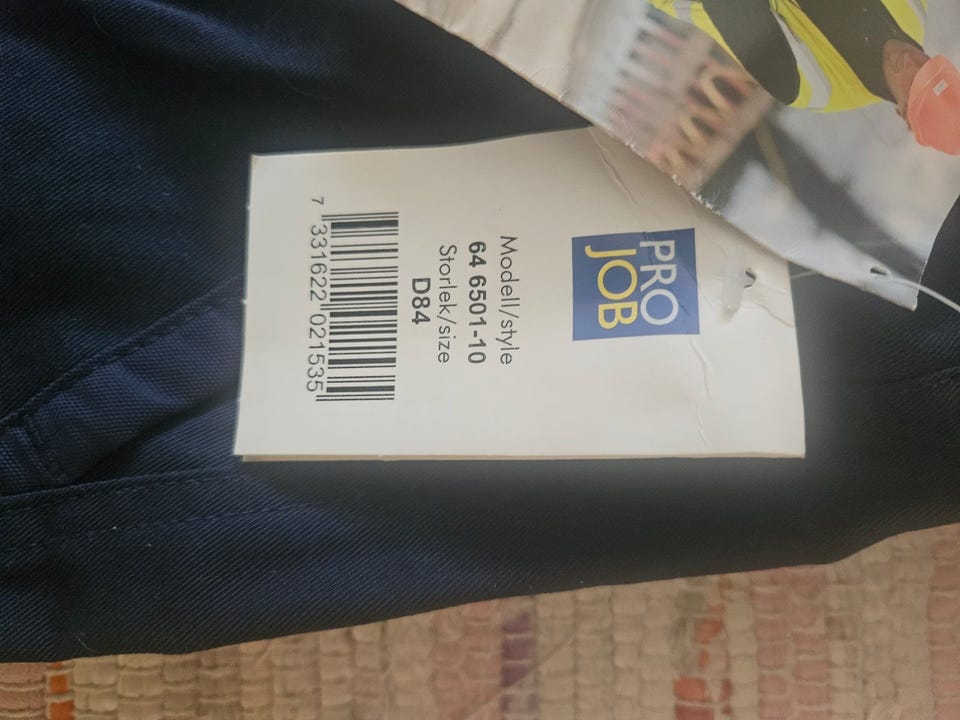 PRO
JOB
Modell/style
64 6501-10
Storlek/size
D84
7 331622 021535